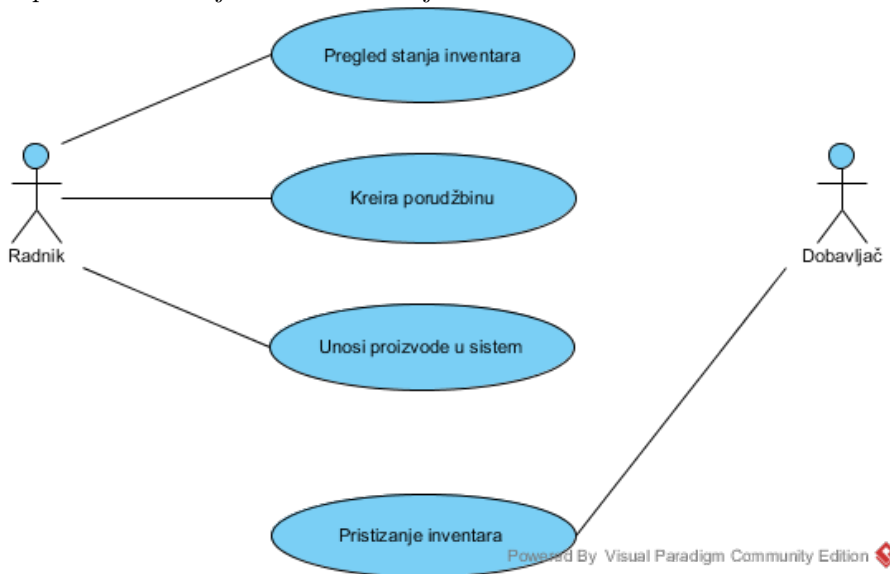 Pregled stanja inventara
Kreira porudžbinu
Radnik
Dobavljač
Unosi proizvode u sistem
Pristizanje inventara
Powered By Visual Paradigm Community Edition